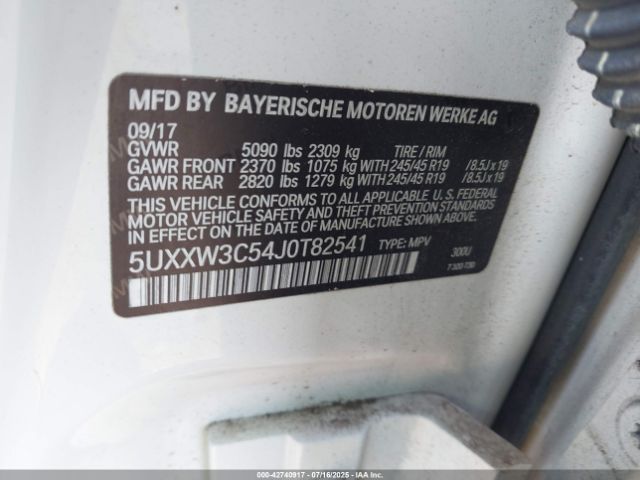 MFD BY BAYERISCHE MOTOREN WERKE AG
09/17
GVWR 5090 lbs 2309 kg TIRE / RIM
GAWR FRONT 2370 lbs 1075 kg WITH 245/45 R19 /8.5J x 19
GAWR REAR 2820 lbs 1279 kg WITH 245/45 R19 /8.5J x 19
THIS VEHICLE CONFORMS TO ALL APPLICABLE U. S. FEDERAL
MOTOR VEHICLE SAFETY, BUMPER, AND THEFT PREVENTION
STANDARDS IN EFFECT ON THE DATE OF MANUFACTURE SHOWN ABOVE.
5UXXW3C54J0T82541 TYPE: MPV 300U
000-42740917 07/16/2025 IAAI.com